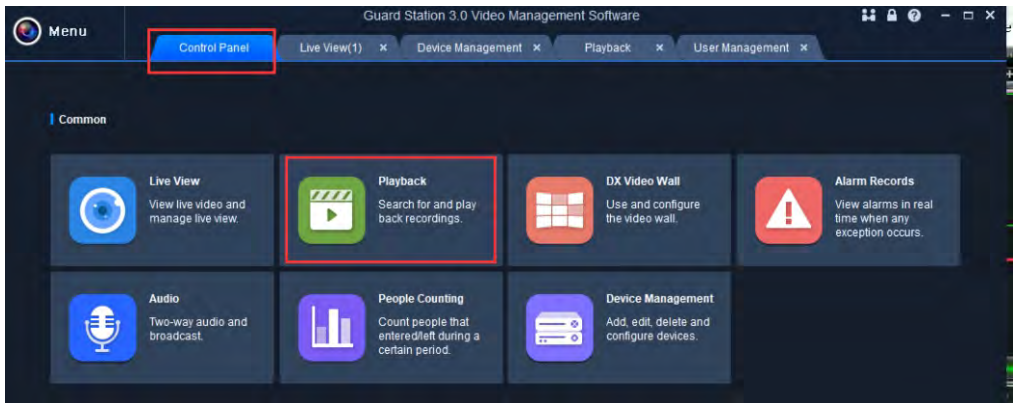 Guard Station 3.0 Video Management Software
Menu
Control Panel
Live View(1)
Device Management
Playback
User Management
Common
Live View
View live video and
manage live view.
Playback
Search for and play
back recordings.
DX Video Wall
Use and configure
the video wall.
Alarm Records
View alarms in real
time when any
exception occurs.
Audio
Two-way audio and
broadcast.
People Counting
Count people that
entered/left during a
certain period.
Device Management
Add, edit, delete and
configure devices.